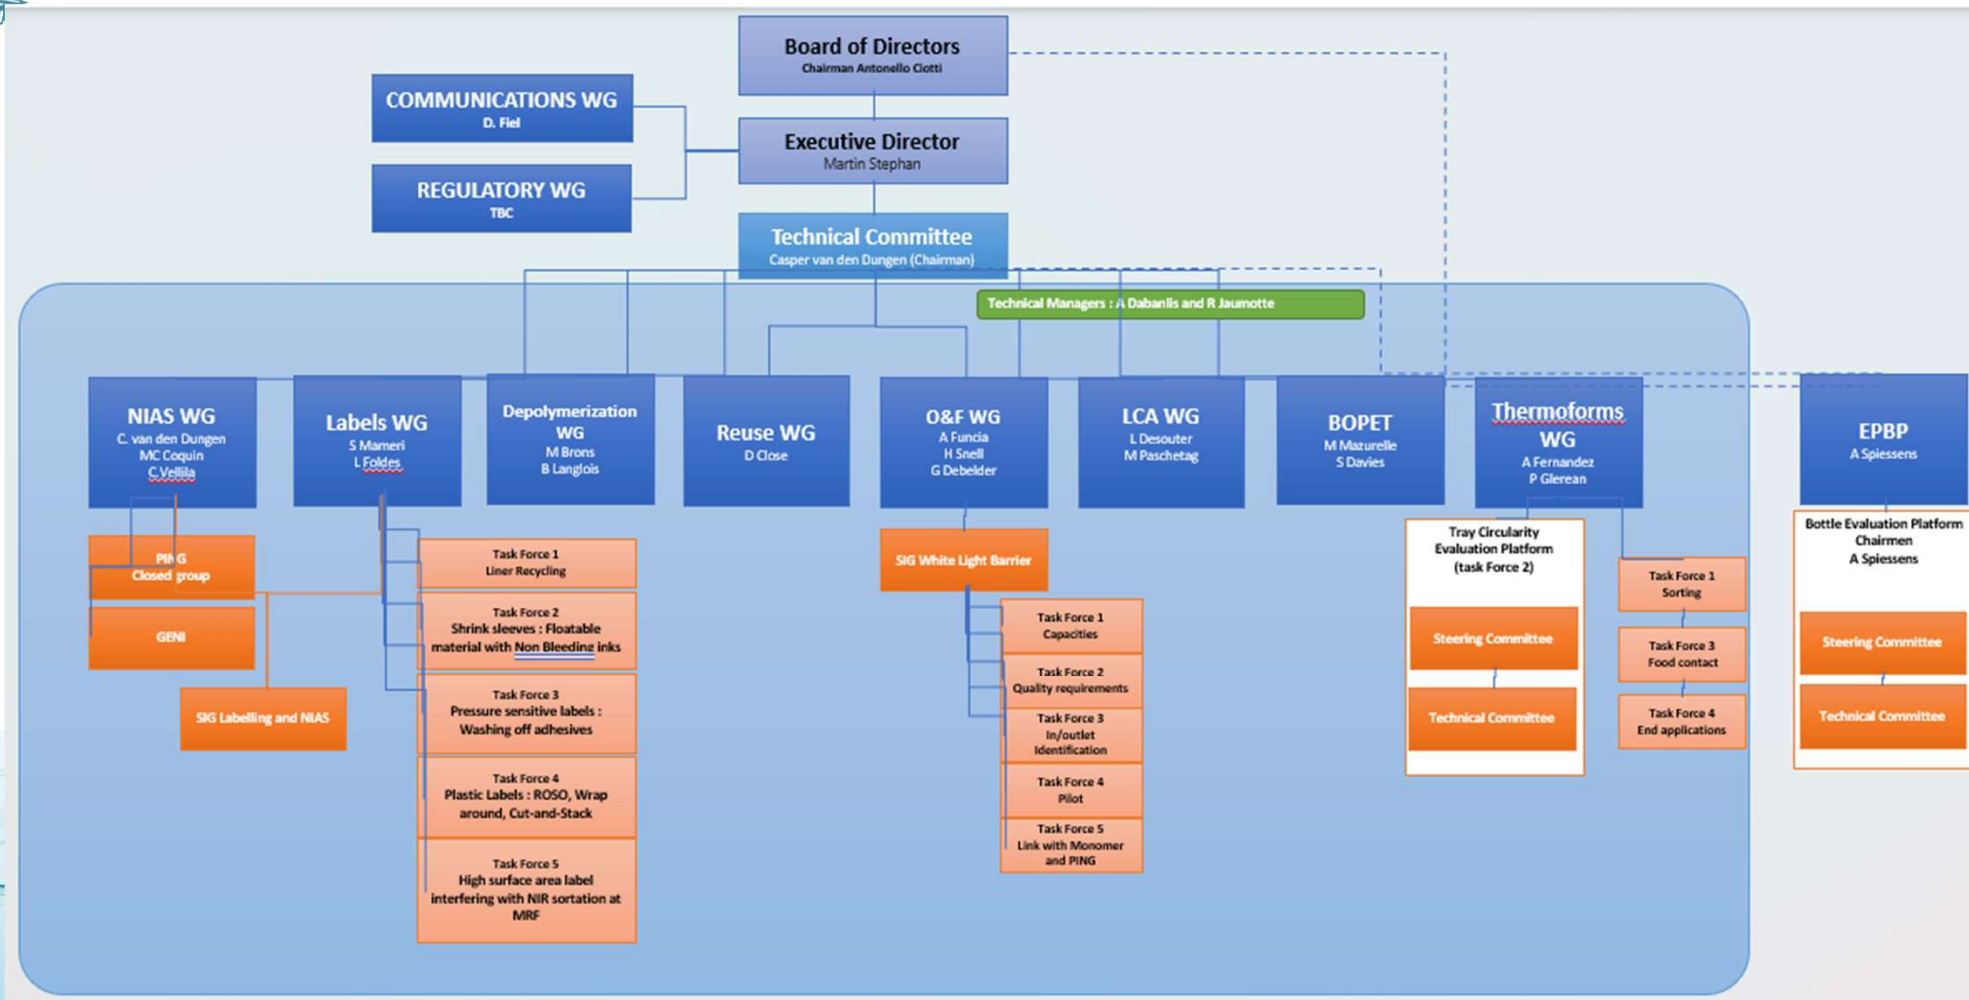 Board of Directors
Chairman Antonello Ciotti
COMMUNICATIONS WG
D. Fiel
Executive Director
Martin Stephan
REGULATORY WG
TBC
Technical Committee
Casper van den Dungen (Chairman)
Technical Managers : A Dabanlis and R Jaumotte
NIAS WG
C. van den Dungen
MC Coquin
C.Vellila
Labels WG
S Mameri
L Foldes
Depolymerization
WG
M Brons
B Langlois
Reuse WG
D Close
O&F WG
A Funcia
H Snell
G Debelder
LCA WG
L Desouter
M Paschetag
BOPET
M Mazurelle
S Davies
Thermoforms
WG
A Fernandez
P Glerean
EPBP
A Spiessens
PING
Closed group
GENI
SIG Labelling and NIAS
Task Force 1
Liner Recycling
Task Force 2
Shrink sleeves : Floatable
material with Non Bleeding inks
Task Force 3
Pressure sensitive labels :
Washing off adhesives
Task Force 4
Plastic Labels : ROSO, Wrap
around, Cut-and-Stack
Task Force 5
High surface area label
interfering with NIR sortation at
MRF
SIG White Light Barrier
Task Force 1
Capacities
Task Force 2
Quality requirements
Task Force 3
In/outlet
Identification
Task Force 4
Pilot
Task Force 5
Link with Monomer
and PING
Tray Circularity
Evaluation Platform
(task Force 2)
Steering Committee
Technical Committee
Task Force 1
Sorting
Task Force 3
Food contact
Task Force 4
End applications
Bottle Evaluation Platform
Chairmen
A Spiessens
Steering Committee
Technical Committee